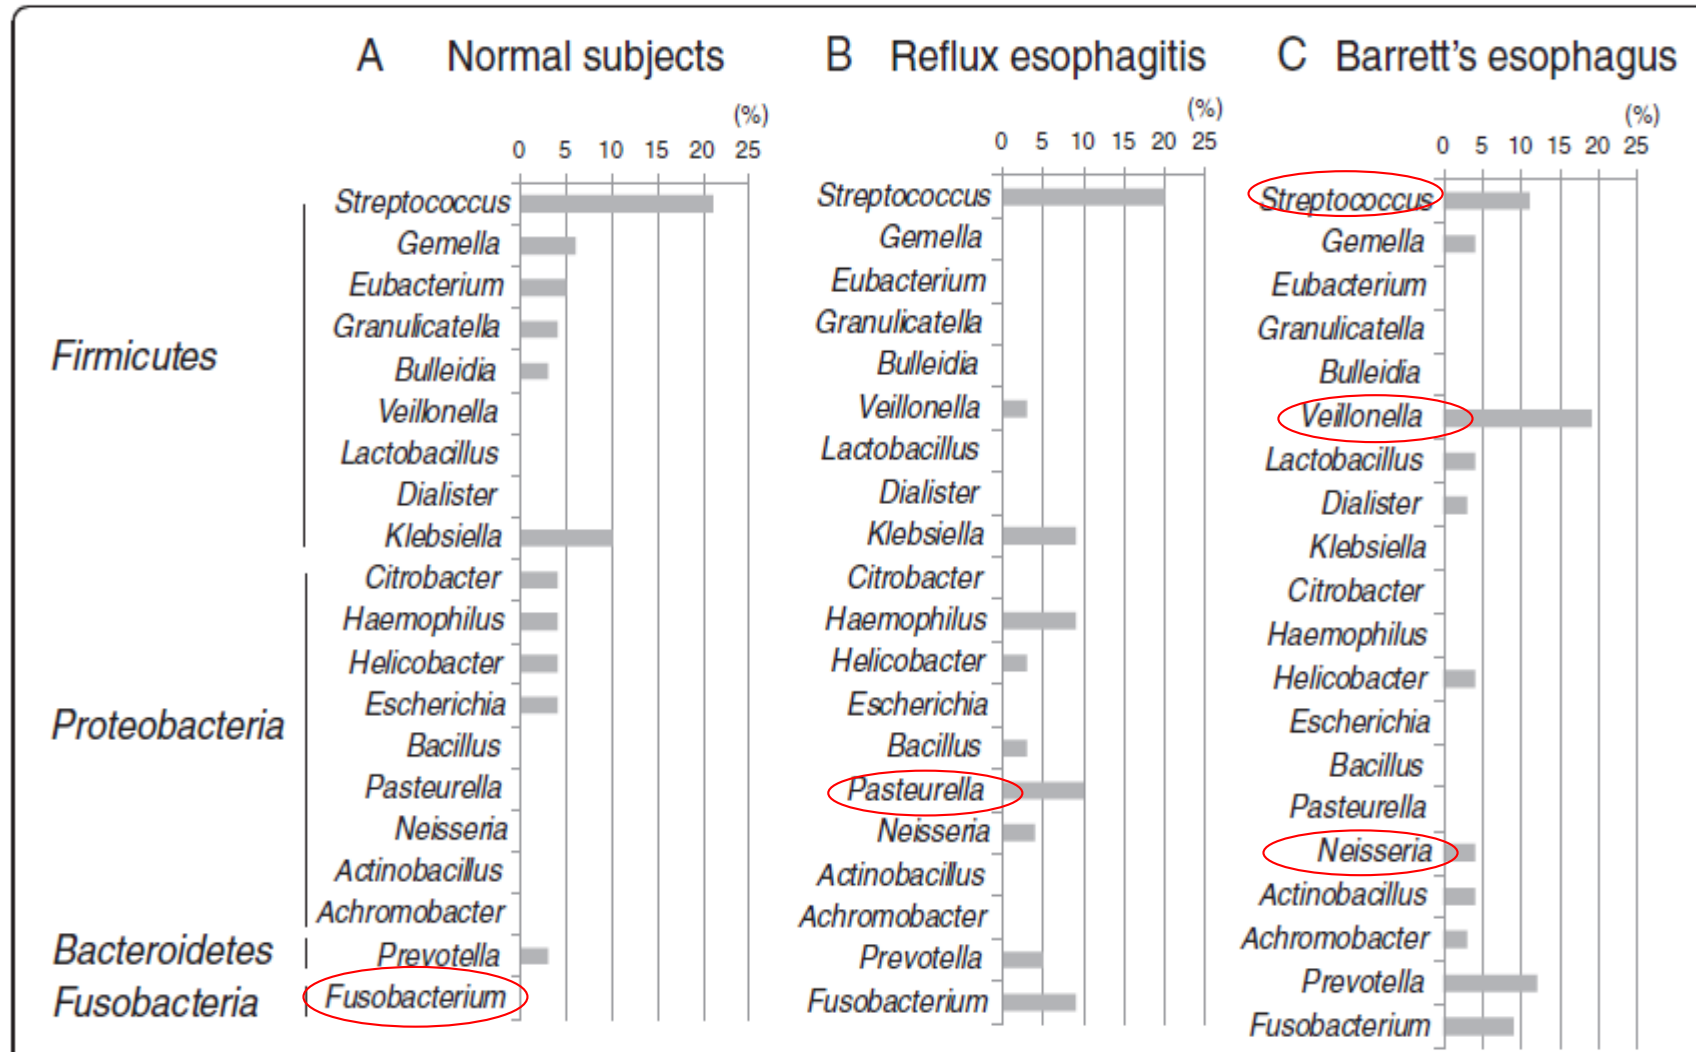 A Normal subjects
(%)
0 5 10 15 20 25
Firmicutes
Streptococcus
Gemella
Eubacterium
Granulicatella
Bulleidia
Veillonella
Lactobacillus
Dialister
Klebsiella
Proteobacteria
Citrobacter
Haemophilus
Helicobacter
Escherichia
Bacillus
Pasteurella
Neisseria
Actinobacillus
Achromobacter
Bacteroidetes
Prevotella
Fusobacteria
Fusobacterium
B Reflux esophagitis
(%)
0 5 10 15 20 25
Streptococcus
Gemella
Eubacterium
Granulicatella
Bulleidia
Veillonella
Lactobacillus
Dialister
Klebsiella
Citrobacter
Haemophilus
Helicobacter
Escherichia
Bacillus
Pasteurella
Neisseria
Actinobacillus
Achromobacter
Prevotella
Fusobacterium
C Barrett's esophagus
(%)
0 5 10 15 20 25
Streptococcus
Gemella
Eubacterium
Granulicatella
Bulleidia
Veillonella
Lactobacillus
Dialister
Klebsiella
Citrobacter
Haemophilus
Helicobacter
Escherichia
Bacillus
Pasteurella
Neisseria
Actinobacillus
Achromobacter
Prevotella
Fusobacterium